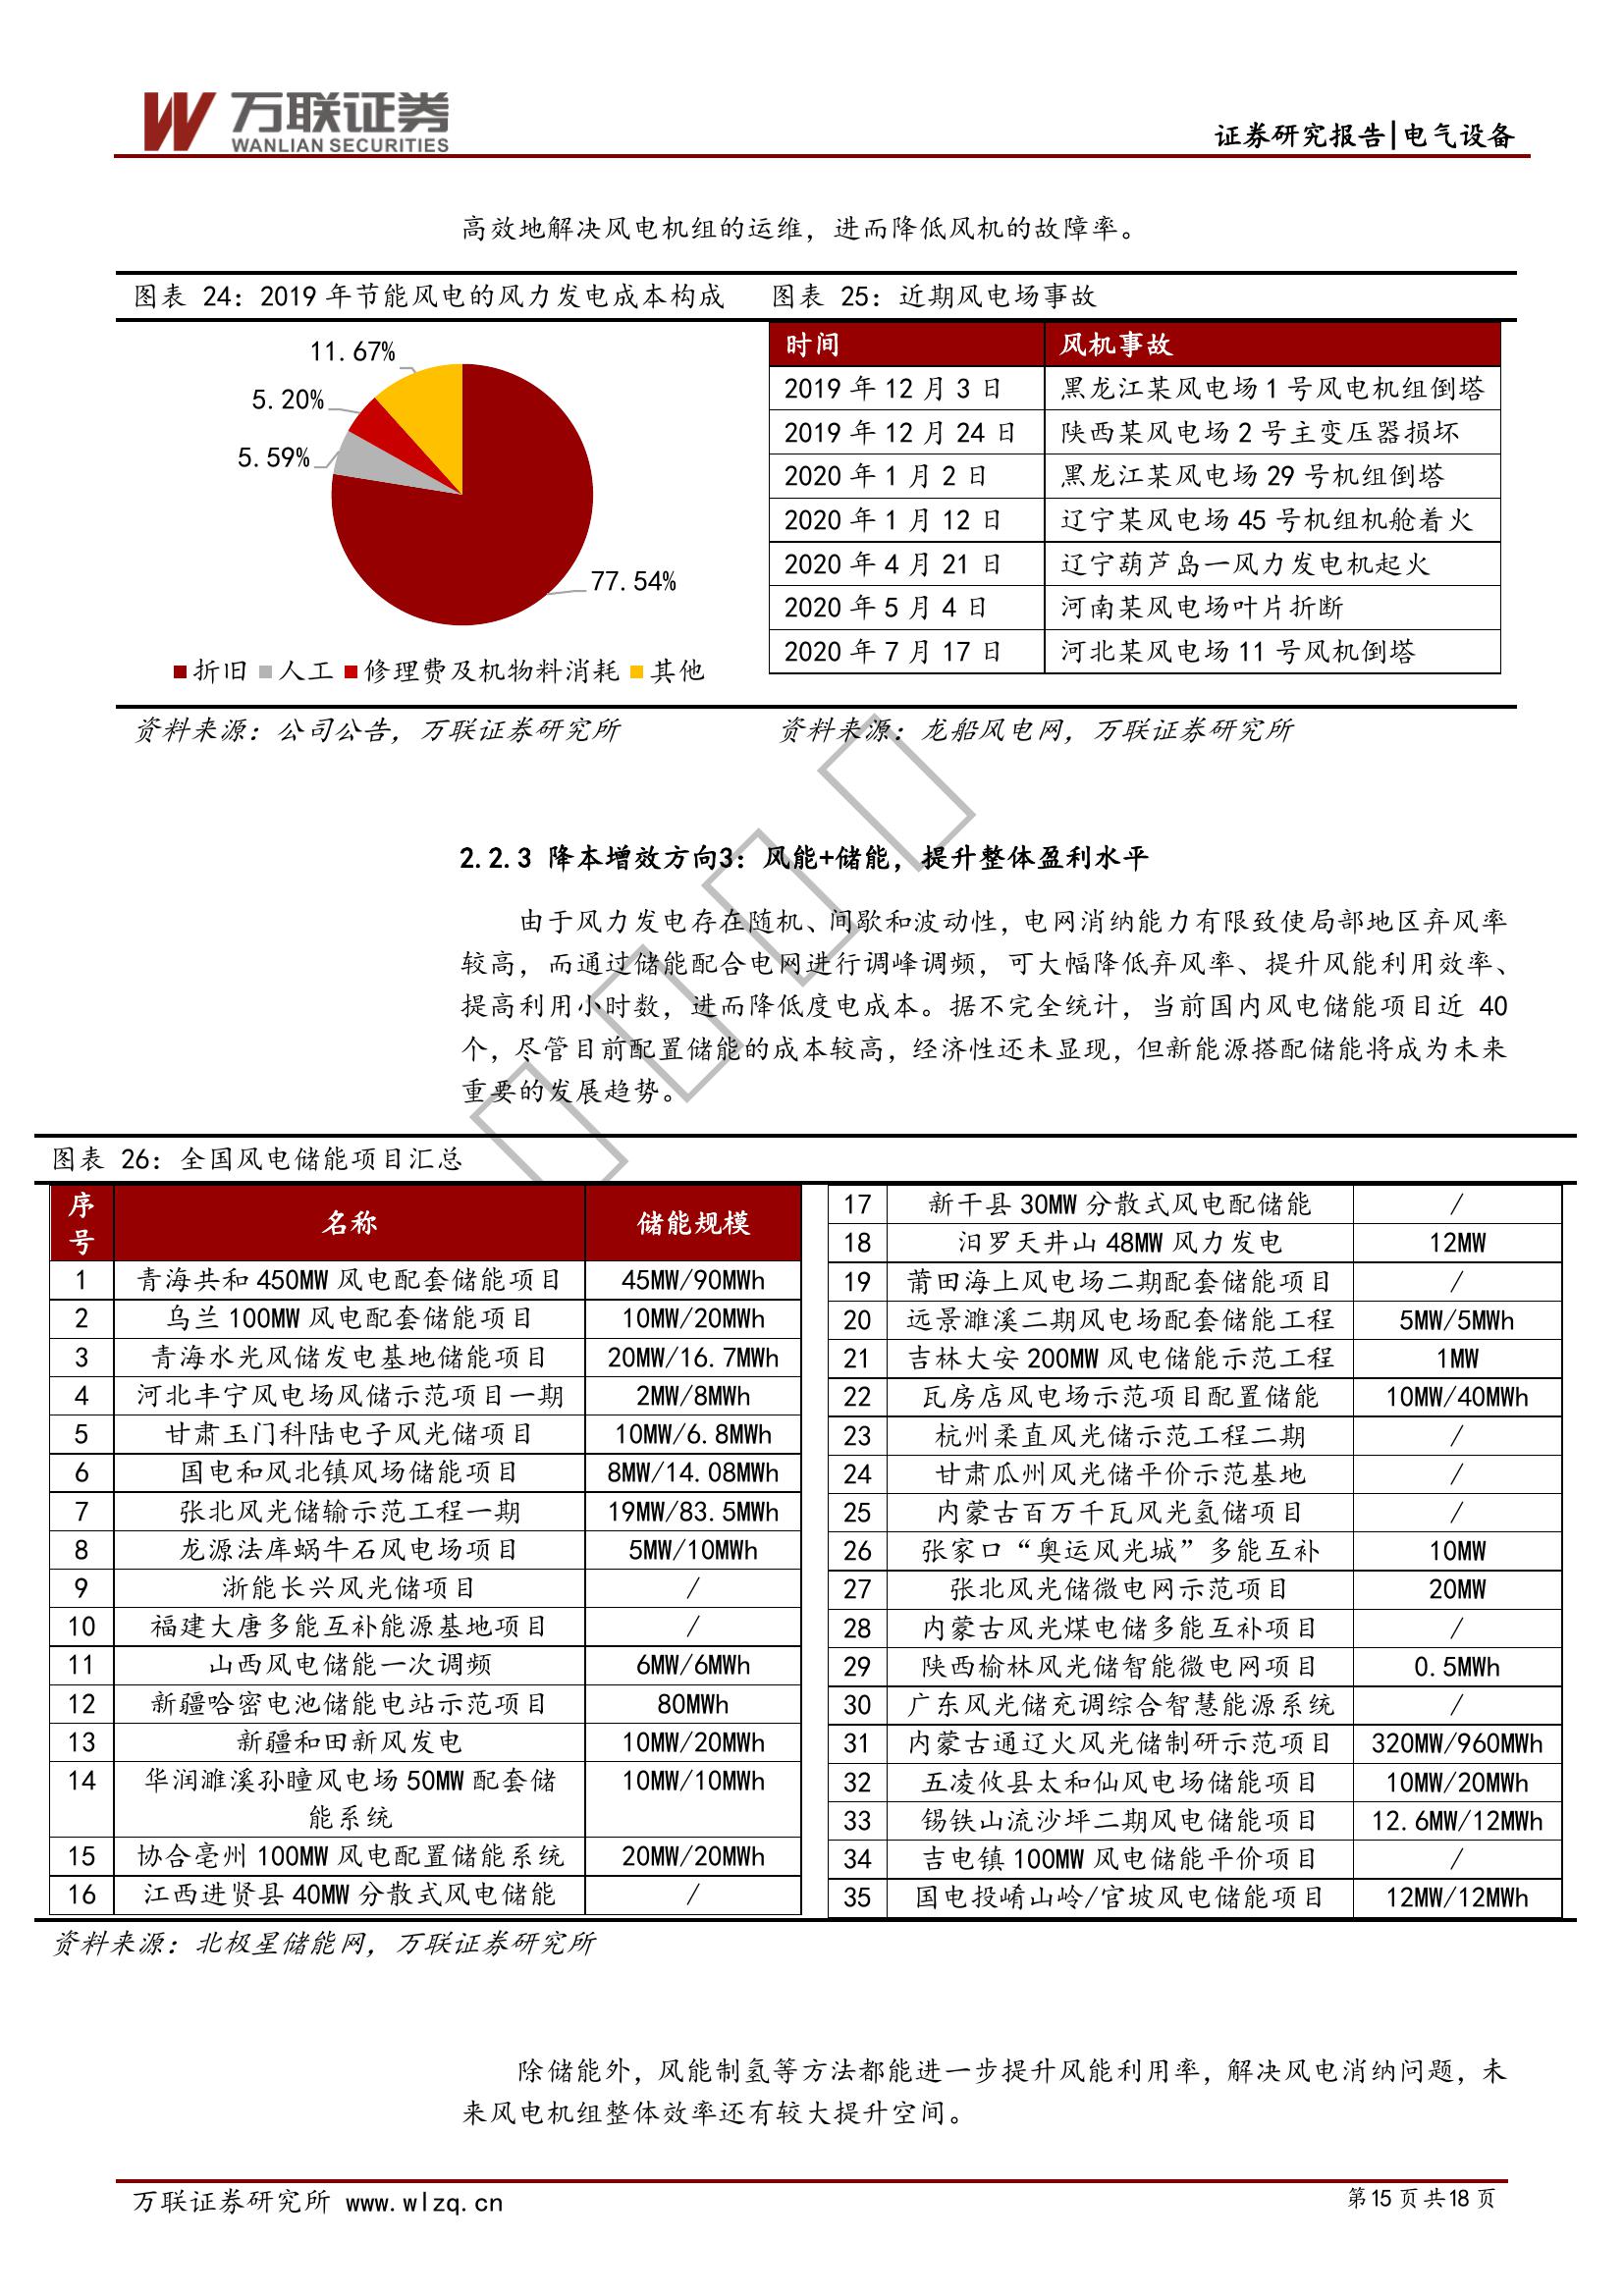 万联证券
WANLIAN SECURITIES
证券研究报告|电气设备
高效地解决风电机组的运维，进而降低风机的故障率。
图表 24：2019 年节能风电的风力发电成本构成
11.67%
5.20%
5.59%
77.54%
折旧 人工 修理费及机物料消耗 其他
资料来源：公司公告，万联证券研究所
图表 25：近期风电场事故
时间 风机事故
2019 年 12 月 3 日 黑龙江某风电场 1 号风电机组倒塔
2019 年 12 月 24 日 陕西某风电场 2 号主变压器损坏
2020 年 1 月 2 日 黑龙江某风电场 29 号机组倒塔
2020 年 1 月 12 日 辽宁某风电场 45 号机组机舱着火
2020 年 4 月 21 日 辽宁葫芦岛一风力发电机起火
2020 年 5 月 4 日 河南某风电场叶片折断
2020 年 7 月 17 日 河北某风电场 11 号风机倒塔
资料来源：龙船风电网，万联证券研究所
2.2.3 降本增效方向3：风能+储能，提升整体盈利水平
由于风力发电存在随机、间歇和波动性，电网消纳能力有限致使局部地区弃风率
较高，而通过储能配合电网进行调峰调频，可大幅降低弃风率、提升风能利用效率、
提高利用小时数，进而降低度电成本。据不完全统计，当前国内风电储能项目近 40
个，尽管目前配置储能的成本较高，经济性还未显现，但新能源搭配储能将成为未来
重要的发展趋势。
图表 26：全国风电储能项目汇总
序号 名称 储能规模
1 青海共和 450MW 风电配套储能项目 45MW/90MWh
2 乌兰 100MW 风电配套储能项目 10MW/20MWh
3 青海水光风储发电基地储能项目 20MW/16.7MWh
4 河北丰宁风电场风储示范项目一期 2MW/8MWh
5 甘肃玉门科陆电子风光储项目 10MW/6.8MWh
6 国电和风北镇风场储能项目 8MW/14.08MWh
7 张北风光储输示范工程一期 19MW/83.5MWh
8 龙源法库蜗牛石风电场项目 5MW/10MWh
9 浙能长兴风光储项目 /
10 福建大唐多能互补能源基地项目 /
11 山西风电储能一次调频 6MW/6MWh
12 新疆哈密电池储能电站示范项目 80MWh
13 新疆和田新风发电 10MW/20MWh
14 华润濉溪孙疃风电场 50MW 配套储 10MW/10MWh
能系统
15 协合亳州 100MW 风电配置储能系统 20MW/20MWh
16 江西进贤县 40MW 分散式风电储能 /
17 新干县 30MW 分散式风电配储能 /
18 汨罗天井山 48MW 风力发电 12MW
19 莆田海上风电场二期配套储能项目 /
20 远景濉溪二期风电场配套储能工程 5MW/5MWh
21 吉林大安 200MW 风电储能示范工程 1MW
22 瓦房店风电场示范项目配置储能 10MW/40MWh
23 杭州柔直风光储示范工程二期 /
24 甘肃瓜州风光储平价示范基地 /
25 内蒙古百万千瓦风光氢储项目 /
26 张家口“奥运风光城”多能互补 10MW
27 张北风光储微电网示范项目 20MW
28 内蒙古风光煤电储多能互补项目 /
29 陕西榆林风光储智能微电网项目 0.5MWh
30 广东风光储充调综合智慧能源系统 /
31 内蒙古通辽火风光储制研示范项目 320MW/960MWh
32 五凌攸县太和仙风电场储能项目 10MW/20MWh
33 锡铁山流沙坪二期风电储能项目 12.6MW/12MWh
34 吉电镇 100MW 风电储能平价项目 /
35 国电投崤山岭/官坡风电储能项目 12MW/12MWh
资料来源：北极星储能网，万联证券研究所
除储能外，风能制氢等方法都能进一步提升风能利用率，解决风电消纳问题，未
来风电机组整体效率还有较大提升空间。
万联证券研究所 www.wlzq.cn
第15 页 共18 页